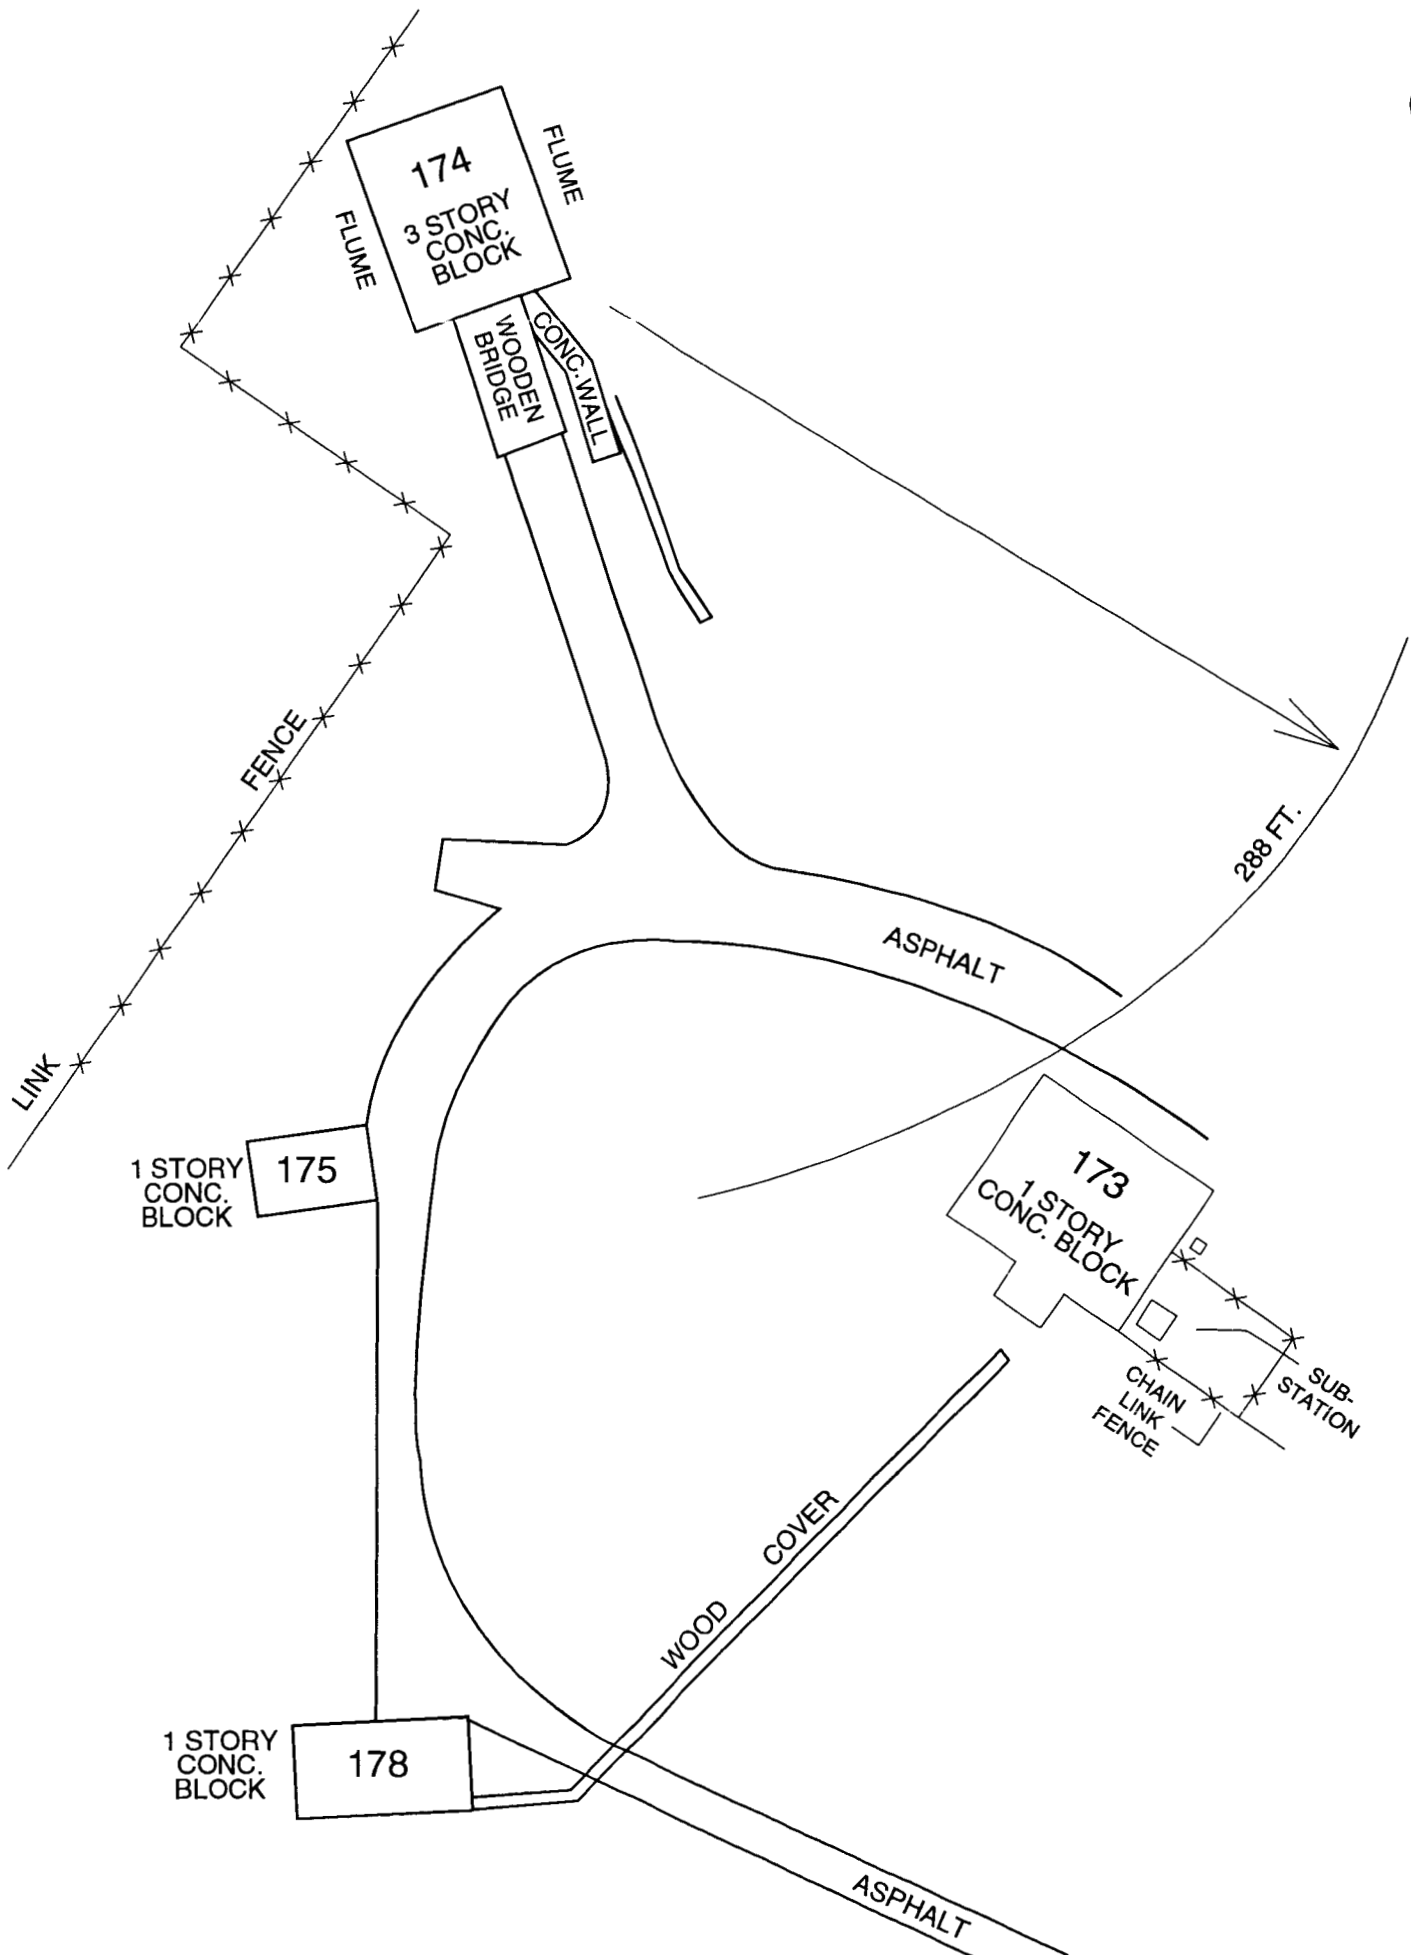 174
3 STORY
CONC.
BLOCK
FLUME
FLUME
WOODEN
BRIDGE
CONC. WALL
FENCE
LINK
288 FT.
ASPHALT
175
1 STORY
CONC.
BLOCK
173
1 STORY
CONC. BLOCK
SUB-
STATION
CHAIN
LINK
FENCE
COVER
WOOD
178
1 STORY
CONC.
BLOCK
ASPHALT